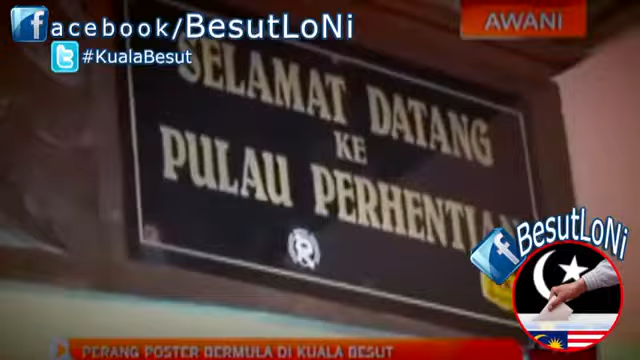 facebook/BesutLoNi
AWANI
#KualaBesut
SELAMAT DATANG
KE
PULAU PERHENTIAN
R
BesutLoNi
PERANG POSTER BERMULA DI KUALA BESUT